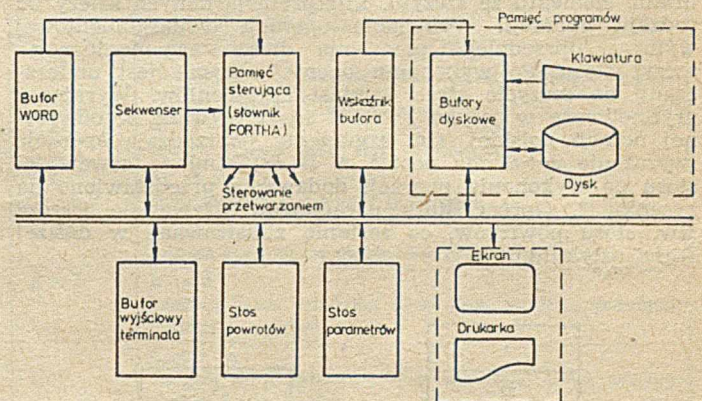 Pamięć programów
Bufor
WORD
Sekwenser
Pamięć
sterująca
(słownik
FORTHA)
Wskaźnik
bufora
Bufory
dyskowe
Klawiatura
Dysk
Sterowanie
przetwarzaniem
Bufor
wyjściowy
terminala
Stos
powrotów
Stos
parametrów
Ekran
Drukarka